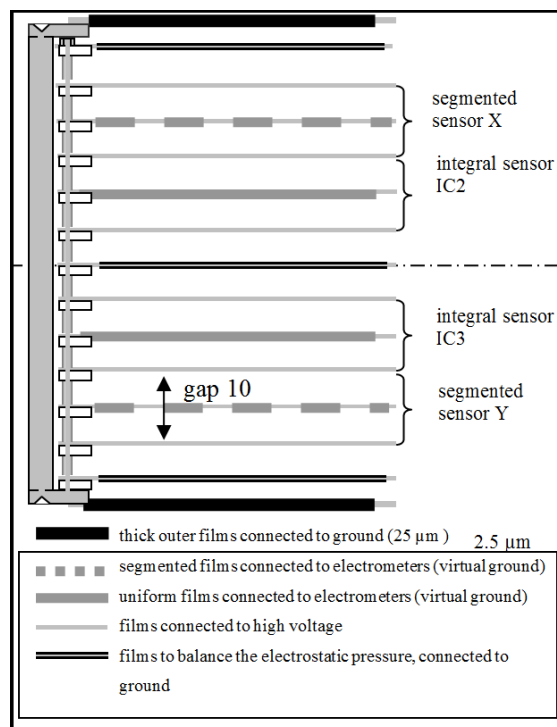 segmented
sensor X
integral sensor
IC2
integral sensor
IC3
gap 10
segmented
sensor Y
thick outer films connected to ground (25 µm )
2.5 µm
segmented films connected to electrometers (virtual ground)
uniform films connected to electrometers (virtual ground)
films connected to high voltage
films to balance the electrostatic pressure, connected to
ground